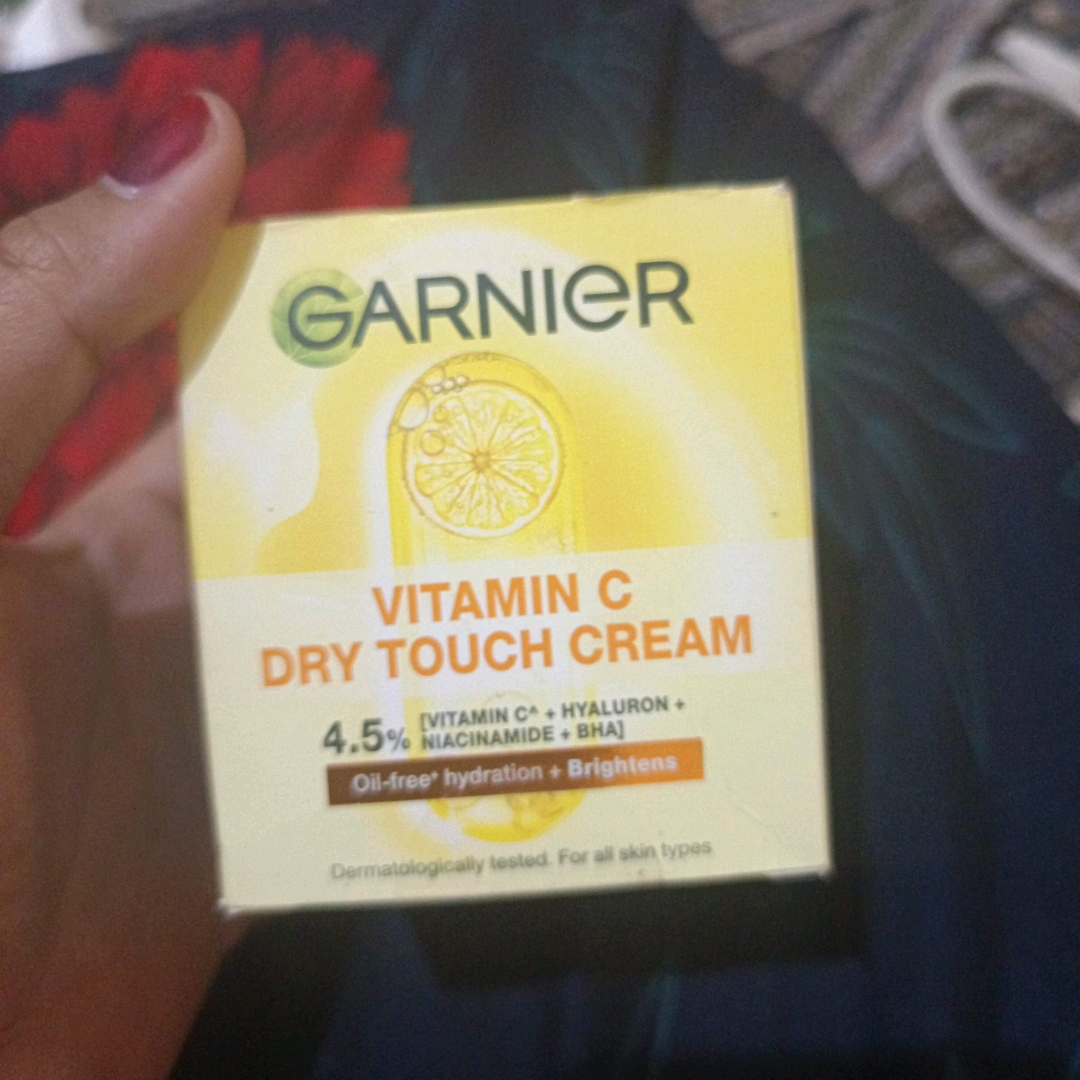 GARNIER
VITAMIN C
DRY TOUCH CREAM
4.5% [VITAMIN C^ + HYALURON +
NIACINAMIDE + BHA]
Oil-free* hydration + Brightens
Dermatologically tested. For all skin types